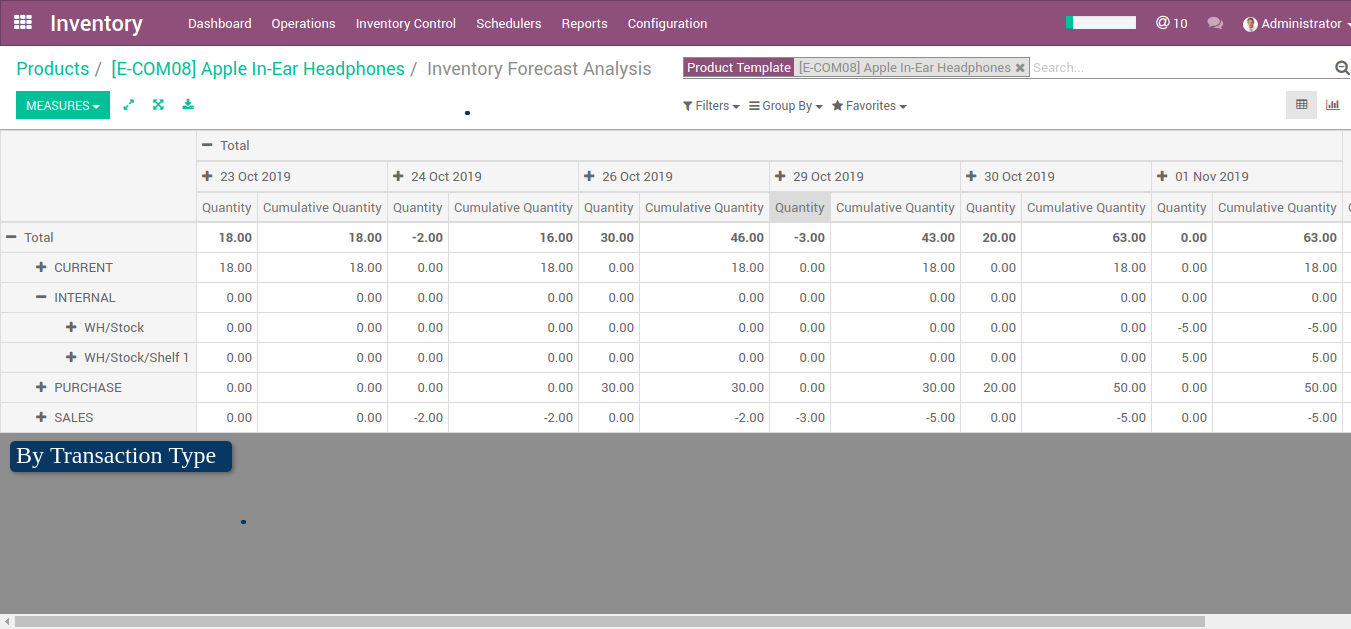 Inventory Dashboard Operations Inventory Control Schedulers Reports Configuration @ 10 Administrator
Products / [E-COM08] Apple In-Ear Headphones / Inventory Forecast Analysis Product Template [E-COM08] Apple In-Ear Headphones × Search...
MEASURES Filters Group By Favorites
Total
23 Oct 2019 24 Oct 2019 26 Oct 2019 29 Oct 2019 30 Oct 2019 01 Nov 2019
Quantity Cumulative Quantity Quantity Cumulative Quantity Quantity Cumulative Quantity Quantity Cumulative Quantity Quantity Cumulative Quantity Quantity Cumulative Quantity
Total 18.00 18.00 -2.00 16.00 30.00 46.00 -3.00 43.00 20.00 63.00 0.00 63.00
CURRENT 18.00 18.00 0.00 18.00 0.00 18.00 0.00 18.00 0.00 18.00 0.00 18.00
INTERNAL 0.00 0.00 0.00 0.00 0.00 0.00 0.00 0.00 0.00 0.00 0.00 0.00
WH/Stock 0.00 0.00 0.00 0.00 0.00 0.00 0.00 0.00 0.00 0.00 -5.00 -5.00
WH/Stock/Shelf 1 0.00 0.00 0.00 0.00 0.00 0.00 0.00 0.00 0.00 0.00 5.00 5.00
PURCHASE 0.00 0.00 0.00 0.00 30.00 30.00 0.00 30.00 20.00 50.00 0.00 50.00
SALES 0.00 0.00 -2.00 -2.00 0.00 -2.00 -3.00 -5.00 0.00 -5.00 0.00 -5.00
By Transaction Type